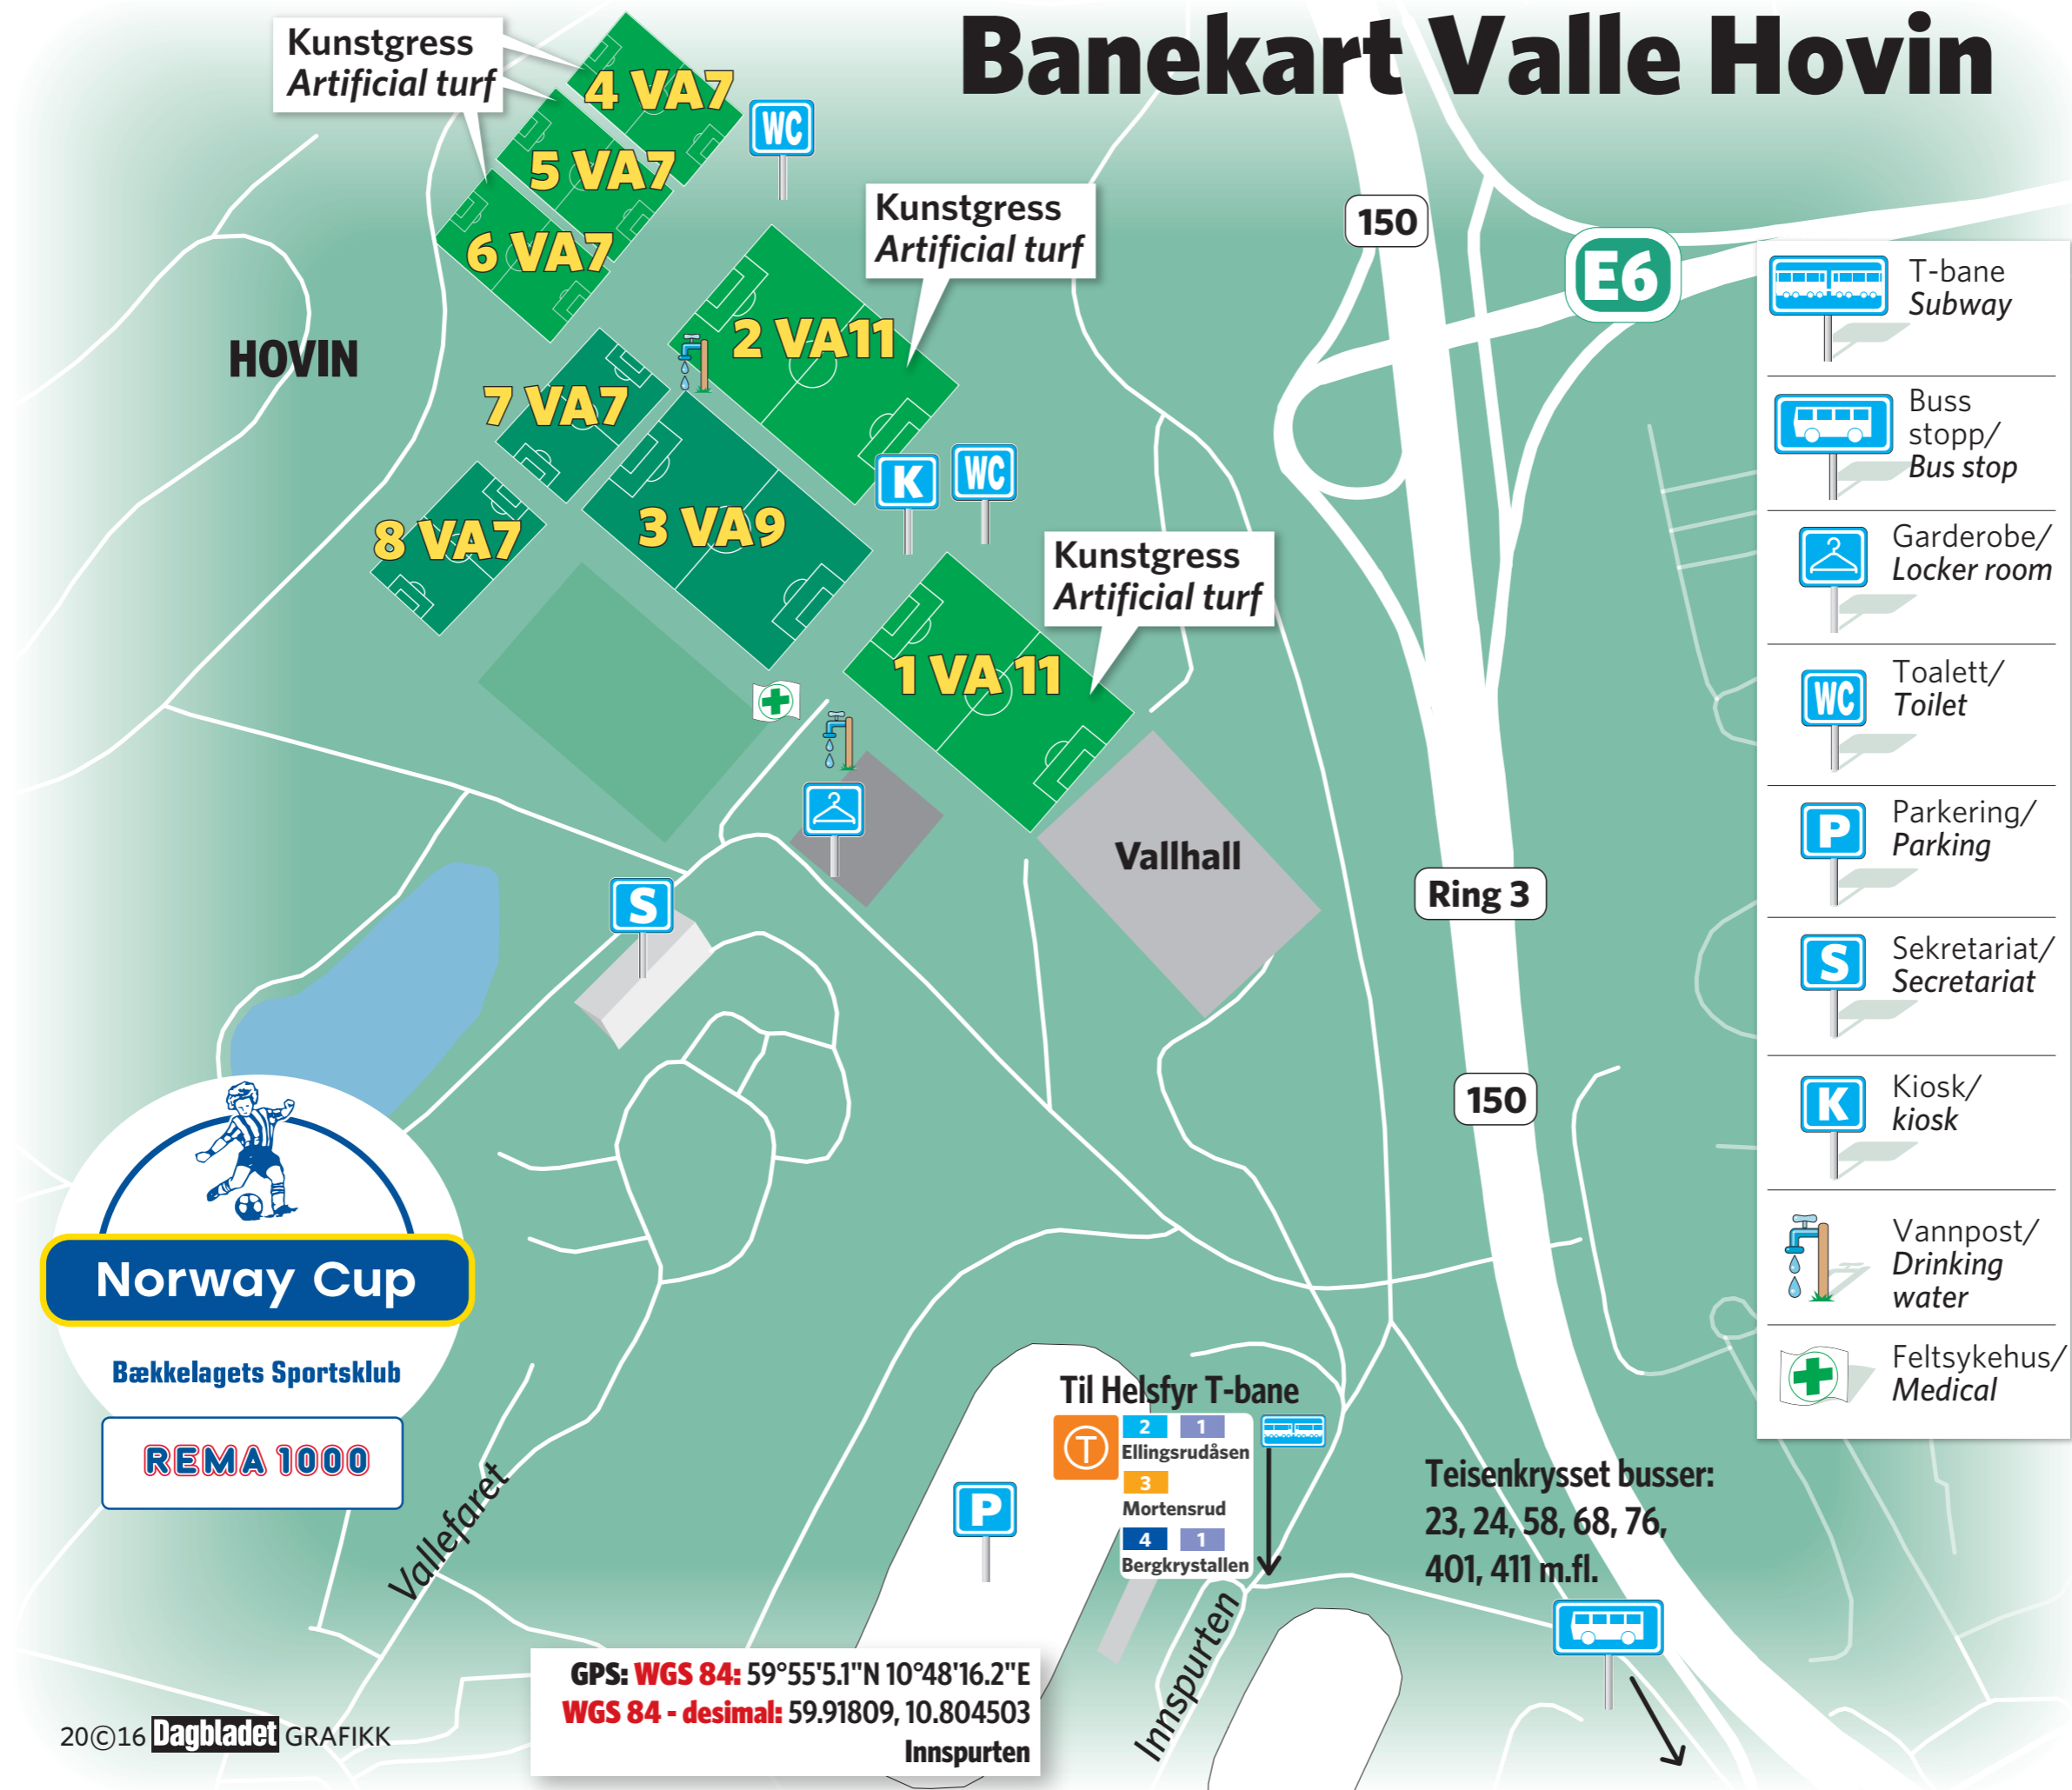 Banekart Valle Hovin
Kunstgress
Artificial turf
4 VA7
WC
5 VA7
6 VA7
Kunstgress
Artificial turf
150
E6
HOVIN
2 VA11
7 VA7
K
WC
3 VA9
8 VA7
Kunstgress
Artificial turf
1 VA 11
Vallhall
S
Ring 3
150
T-bane
Subway
Buss
stopp/
Bus stop
Garderobe/
Locker room
WC
Toalett/
Toilet
P
Parkering/
Parking
S
Sekretariat/
Secretariat
K
Kiosk/
kiosk
Vannpost/
Drinking
water
Feltsykehus/
Medical
Norway Cup
Bækkelagets Sportsklub
REMA 1000
Vallefaret
P
Til Helsfyr T-bane
T
2 1
Ellingsrudåsen
3
Mortensrud
4 1
Bergkrystallen
Innspurten
Teisenkrysset busser:
23, 24, 58, 68, 76,
401, 411 m.fl.
GPS: WGS 84: 59°55'5.1"N 10°48'16.2"E
WGS 84 - desimal: 59.91809, 10.804503
Innspurten
20©16 Dagbladet GRAFIKK